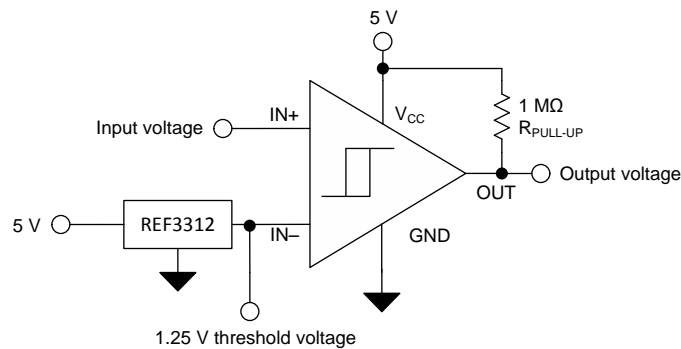 5 V
IN+
V_CC
1 MΩ
R_PULL-UP
Input voltage
OUT
Output voltage
5 V
REF3312
IN–
GND
1.25 V threshold voltage